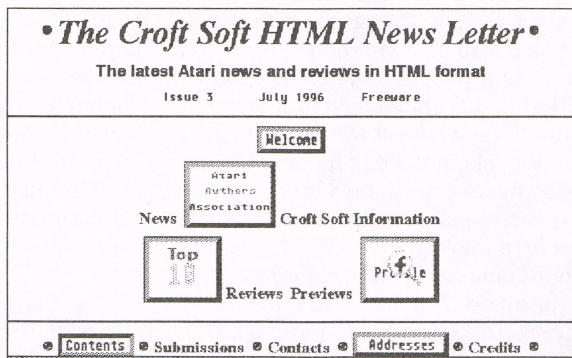 •The Croft Soft HTML News Letter•
The latest Atari news and reviews in HTML format
Issue 3 July 1996 Freeware
Welcome
Atari
Authors
Association
News Croft Soft Information
Top
10
Profile
Reviews Previews
Contents Submissions Contacts Addresses Credits